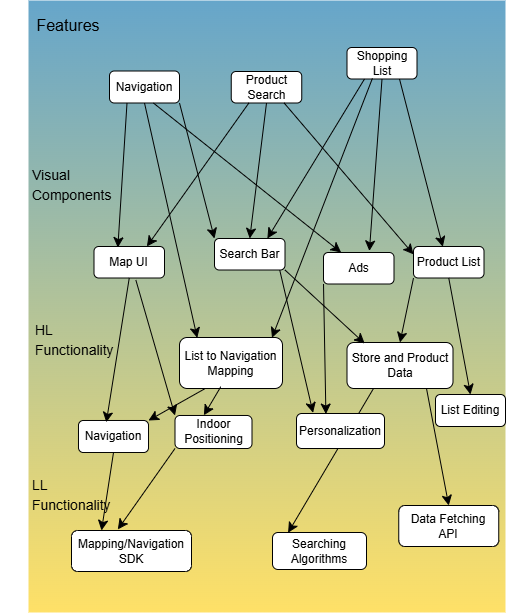 Features
Shopping
List
Navigation
Product
Search
Visual
Components
Map UI
Search Bar
Ads
Product List
HL
Functionality
List to Navigation
Mapping
Store and Product
Data
List Editing
Navigation
Indoor
Positioning
Personalization
LL
Functionality
Mapping/Navigation
SDK
Searching
Algorithms
Data Fetching
API